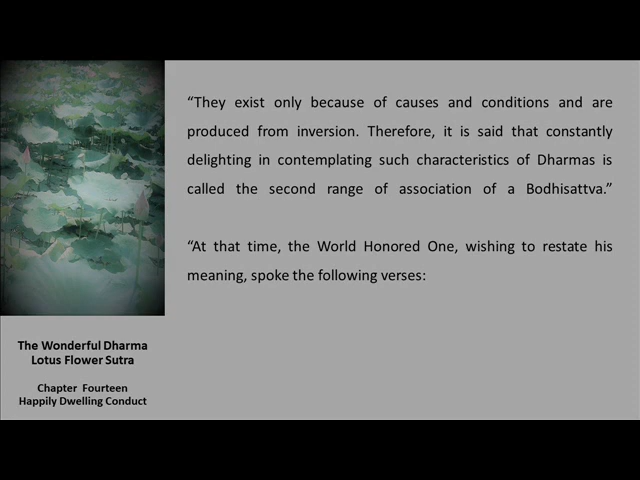 “They exist only because of causes and conditions and are
produced from inversion. Therefore, it is said that constantly
delighting in contemplating such characteristics of Dharmas is
called the second range of association of a Bodhisattva.”
“At that time, the World Honored One, wishing to restate his
meaning, spoke the following verses:
The Wonderful Dharma
Lotus Flower Sutra
Chapter Fourteen
Happily Dwelling Conduct